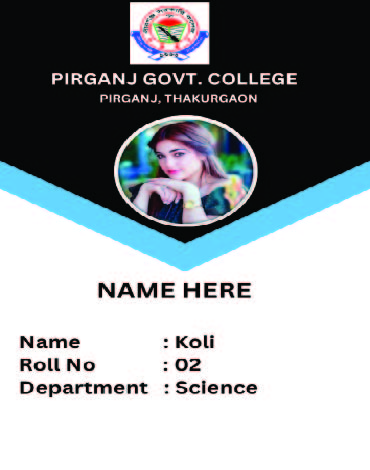 PIRGANJ GOVT. COLLEGE
PIRGANJ, THAKURGAON
NAME HERE
Name : Koli
Roll No : 02
Department : Science